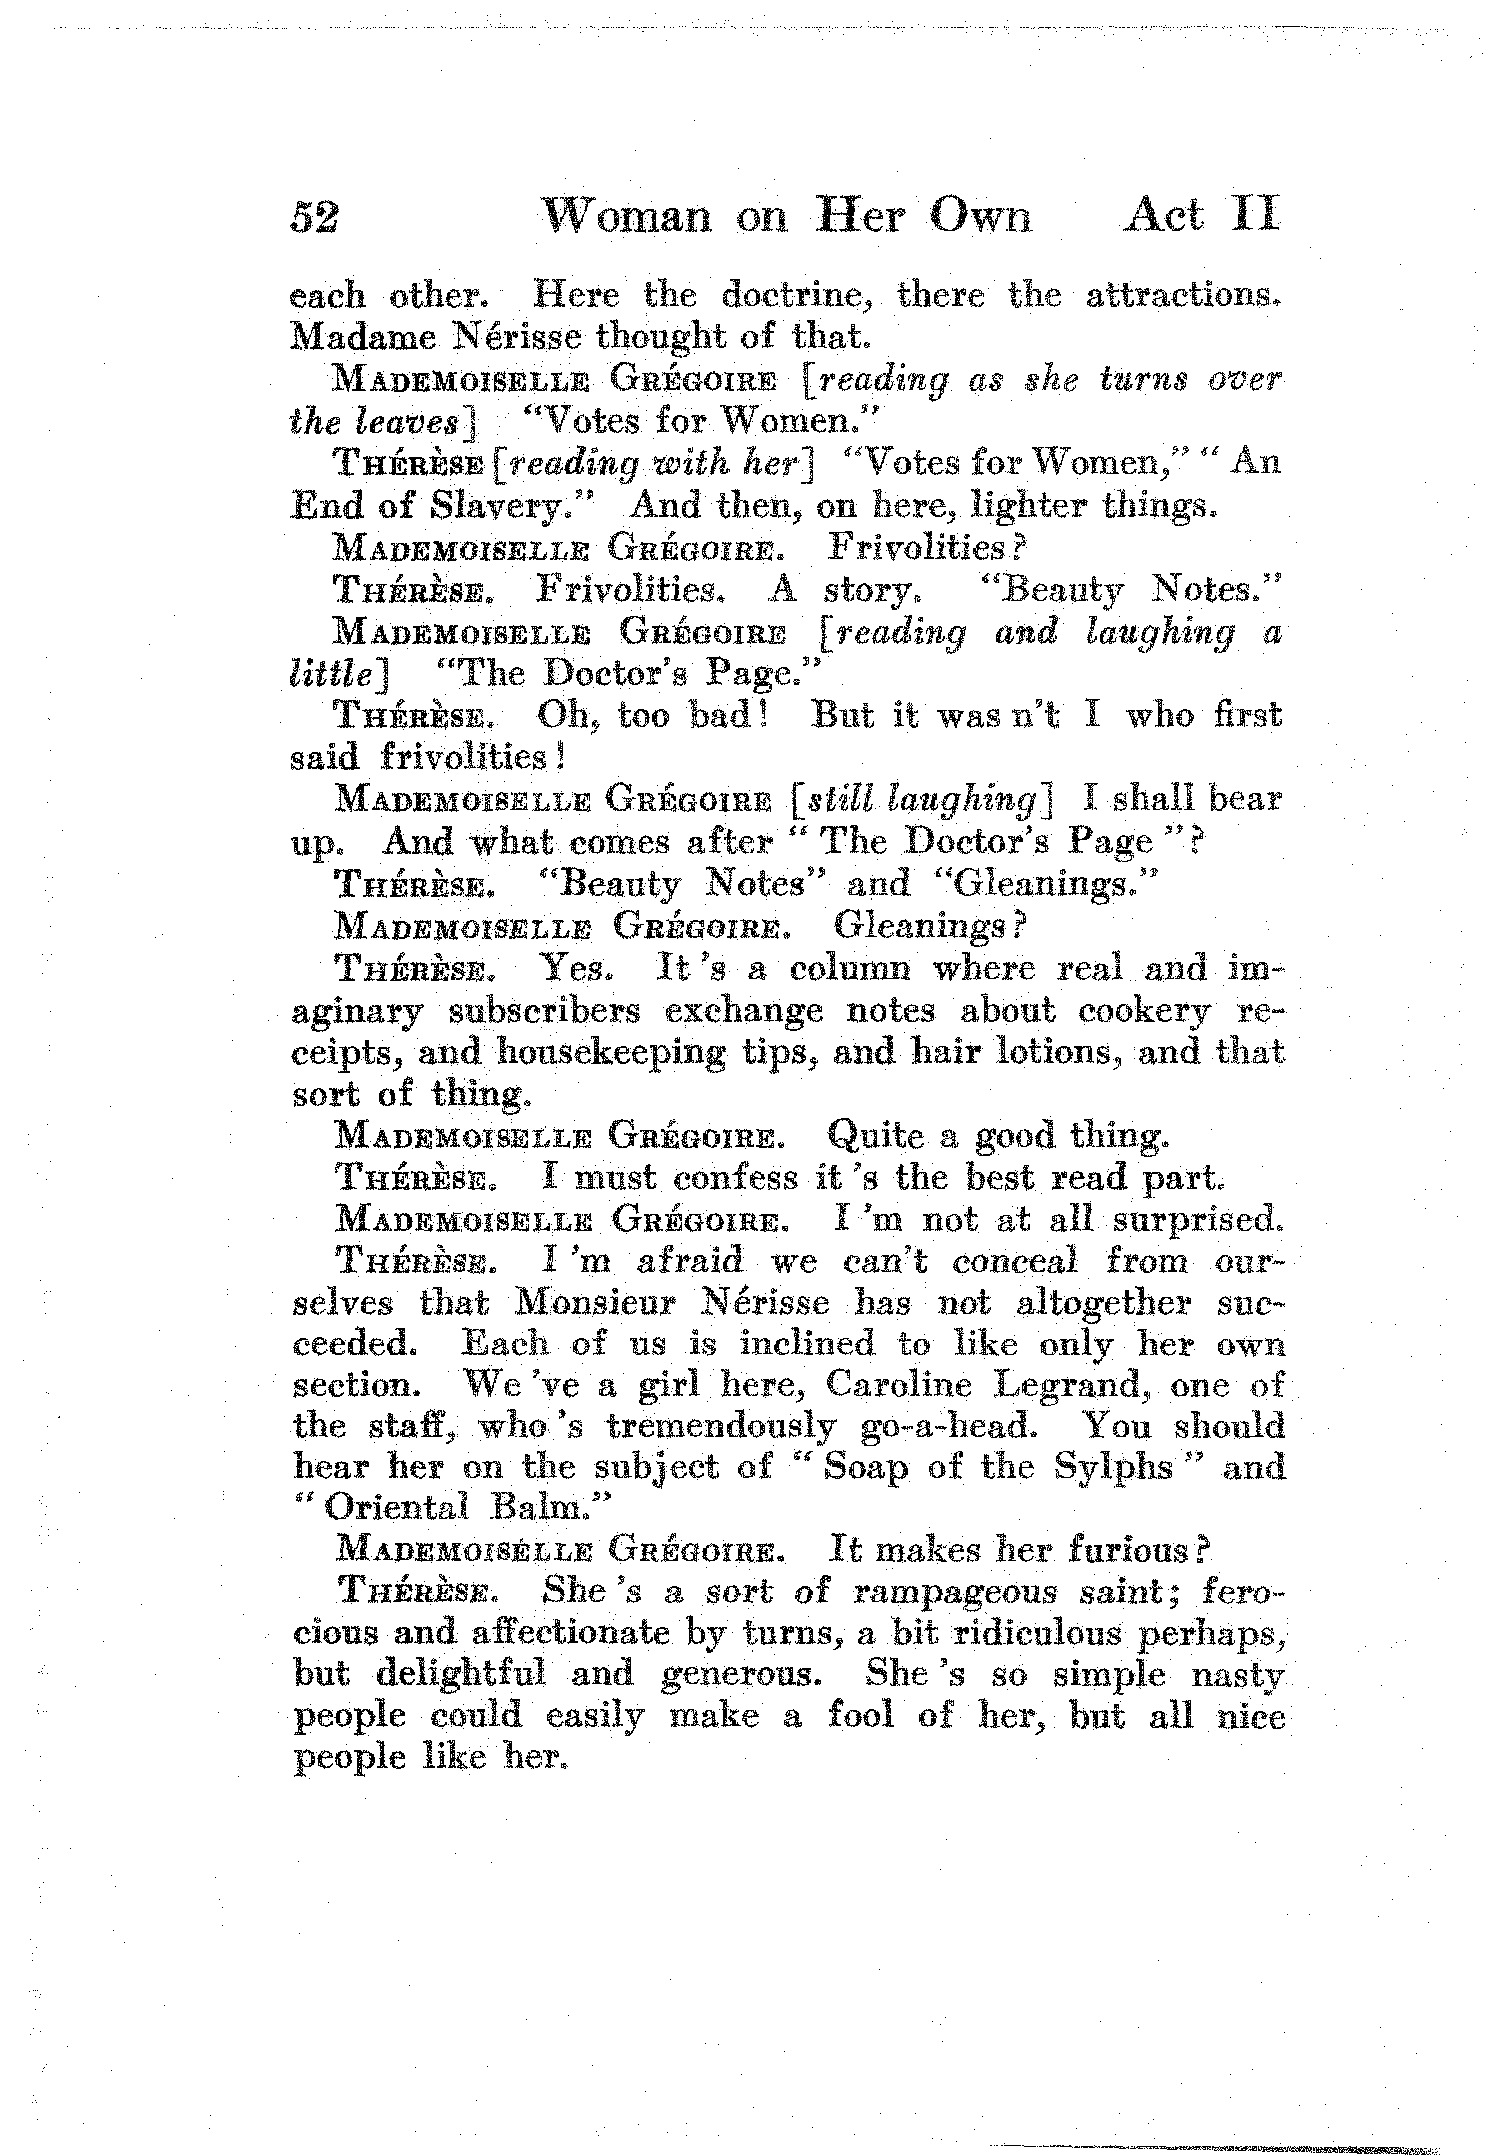 52 Woman on Her Own Act II
each other. Here the doctrine, there the attractions.
Madame Nérisse thought of that.
MADEMOISELLE GRÉGOIRE [reading as she turns over
the leaves] "Votes for Women."
THÉRÈSE [reading with her] "Votes for Women," " An
End of Slavery." And then, on here, lighter things.
MADEMOISELLE GRÉGOIRE. Frivolities?
THÉRÈSE. Frivolities. A story. "Beauty Notes."
MADEMOISELLE GRÉGOIRE [reading and laughing a
little] "The Doctor's Page."
THÉRÈSE. Oh, too bad! But it was n't I who first
said frivolities!
MADEMOISELLE GRÉGOIRE [still laughing] I shall bear
up. And what comes after " The Doctor's Page "?
THÉRÈSE. "Beauty Notes" and "Gleanings."
MADEMOISELLE GRÉGOIRE. Gleanings?
THÉRÈSE. Yes. It 's a column where real and im-
aginary subscribers exchange notes about cookery re-
ceipts, and housekeeping tips, and hair lotions, and that
sort of thing.
MADEMOISELLE GRÉGOIRE. Quite a good thing.
THÉRÈSE. I must confess it 's the best read part.
MADEMOISELLE GRÉGOIRE. I 'm not at all surprised.
THÉRÈSE. I 'm afraid we can't conceal from our-
selves that Monsieur Nérisse has not altogether suc-
ceeded. Each of us is inclined to like only her own
section. We 've a girl here, Caroline Legrand, one of
the staff, who 's tremendously go-a-head. You should
hear her on the subject of " Soap of the Sylphs " and
" Oriental Balm."
MADEMOISELLE GRÉGOIRE. It makes her furious?
THÉRÈSE. She 's a sort of rampageous saint; fero-
cious and affectionate by turns, a bit ridiculous perhaps,
but delightful and generous. She 's so simple nasty
people could easily make a fool of her, but all nice
people like her.